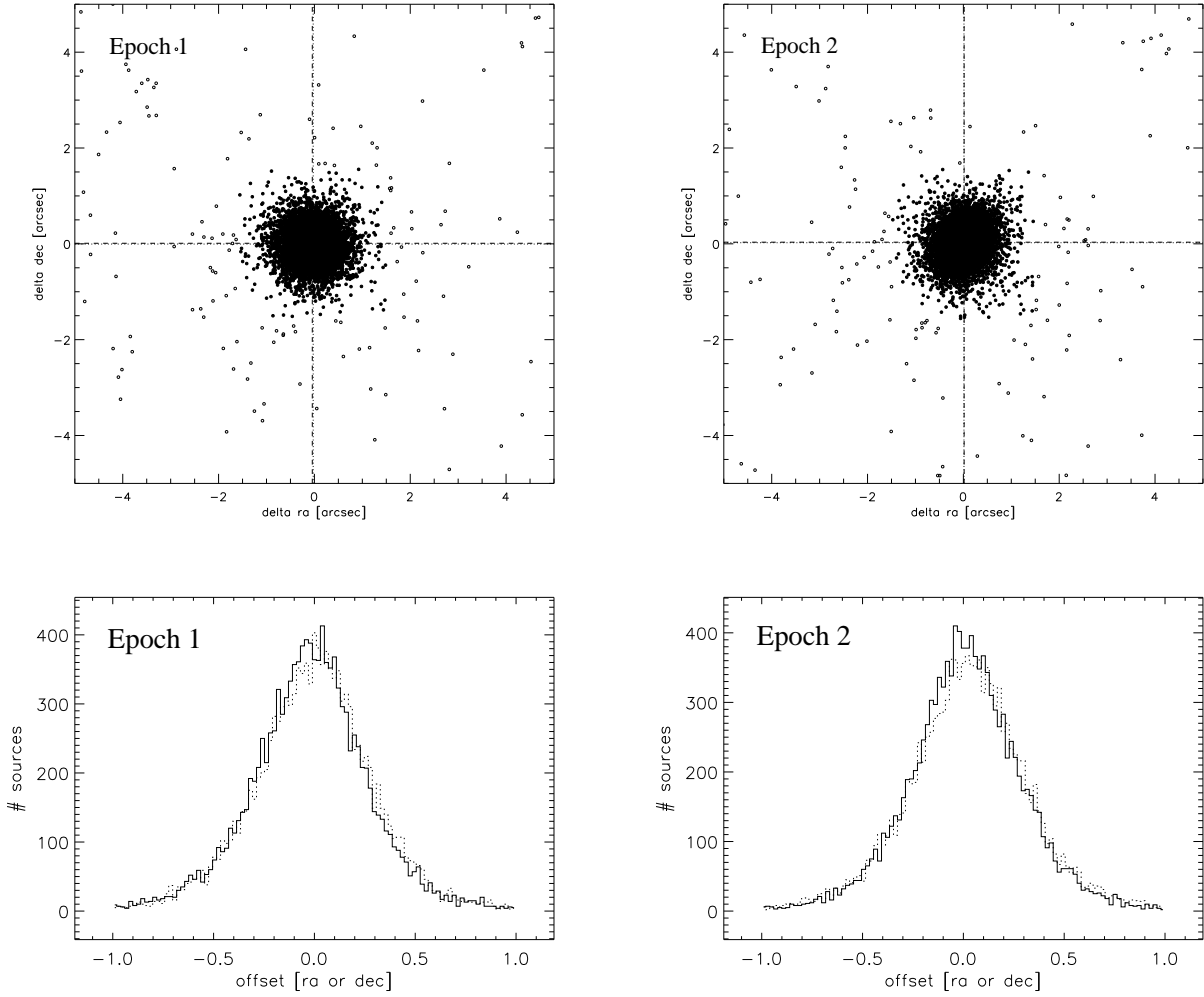 Epoch 1
4
2
0
−2
−4
delta dec [arcsec]
−4 −2 0 2 4
delta ra [arcsec]
Epoch 2
4
2
0
−2
−4
delta dec [arcsec]
−4 −2 0 2 4
delta ra [arcsec]
Epoch 1
400
300
200
100
0
# sources
−1.0 −0.5 0.0 0.5 1.0
offset [ra or dec]
Epoch 2
400
300
200
100
0
# sources
−1.0 −0.5 0.0 0.5 1.0
offset [ra or dec]